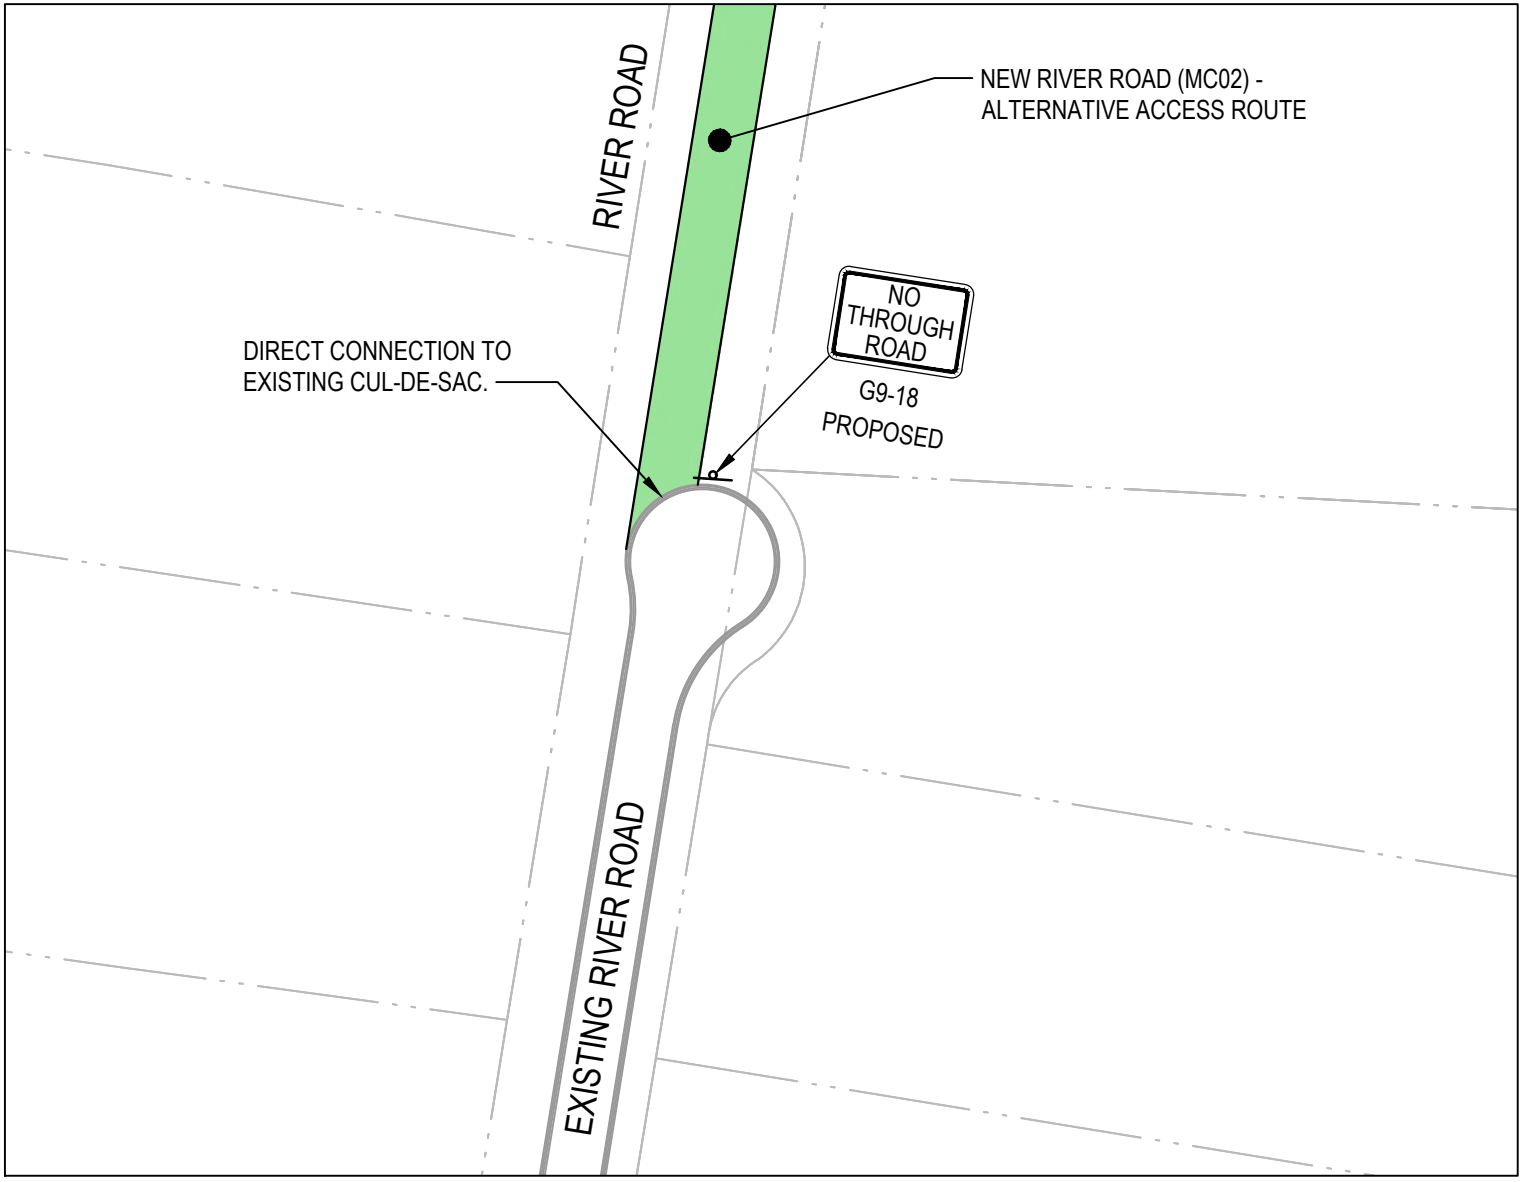 RIVER ROAD
NEW RIVER ROAD (MC02) -
ALTERNATIVE ACCESS ROUTE
NO
THROUGH
ROAD
G9-18
PROPOSED
DIRECT CONNECTION TO
EXISTING CUL-DE-SAC.
EXISTING RIVER ROAD